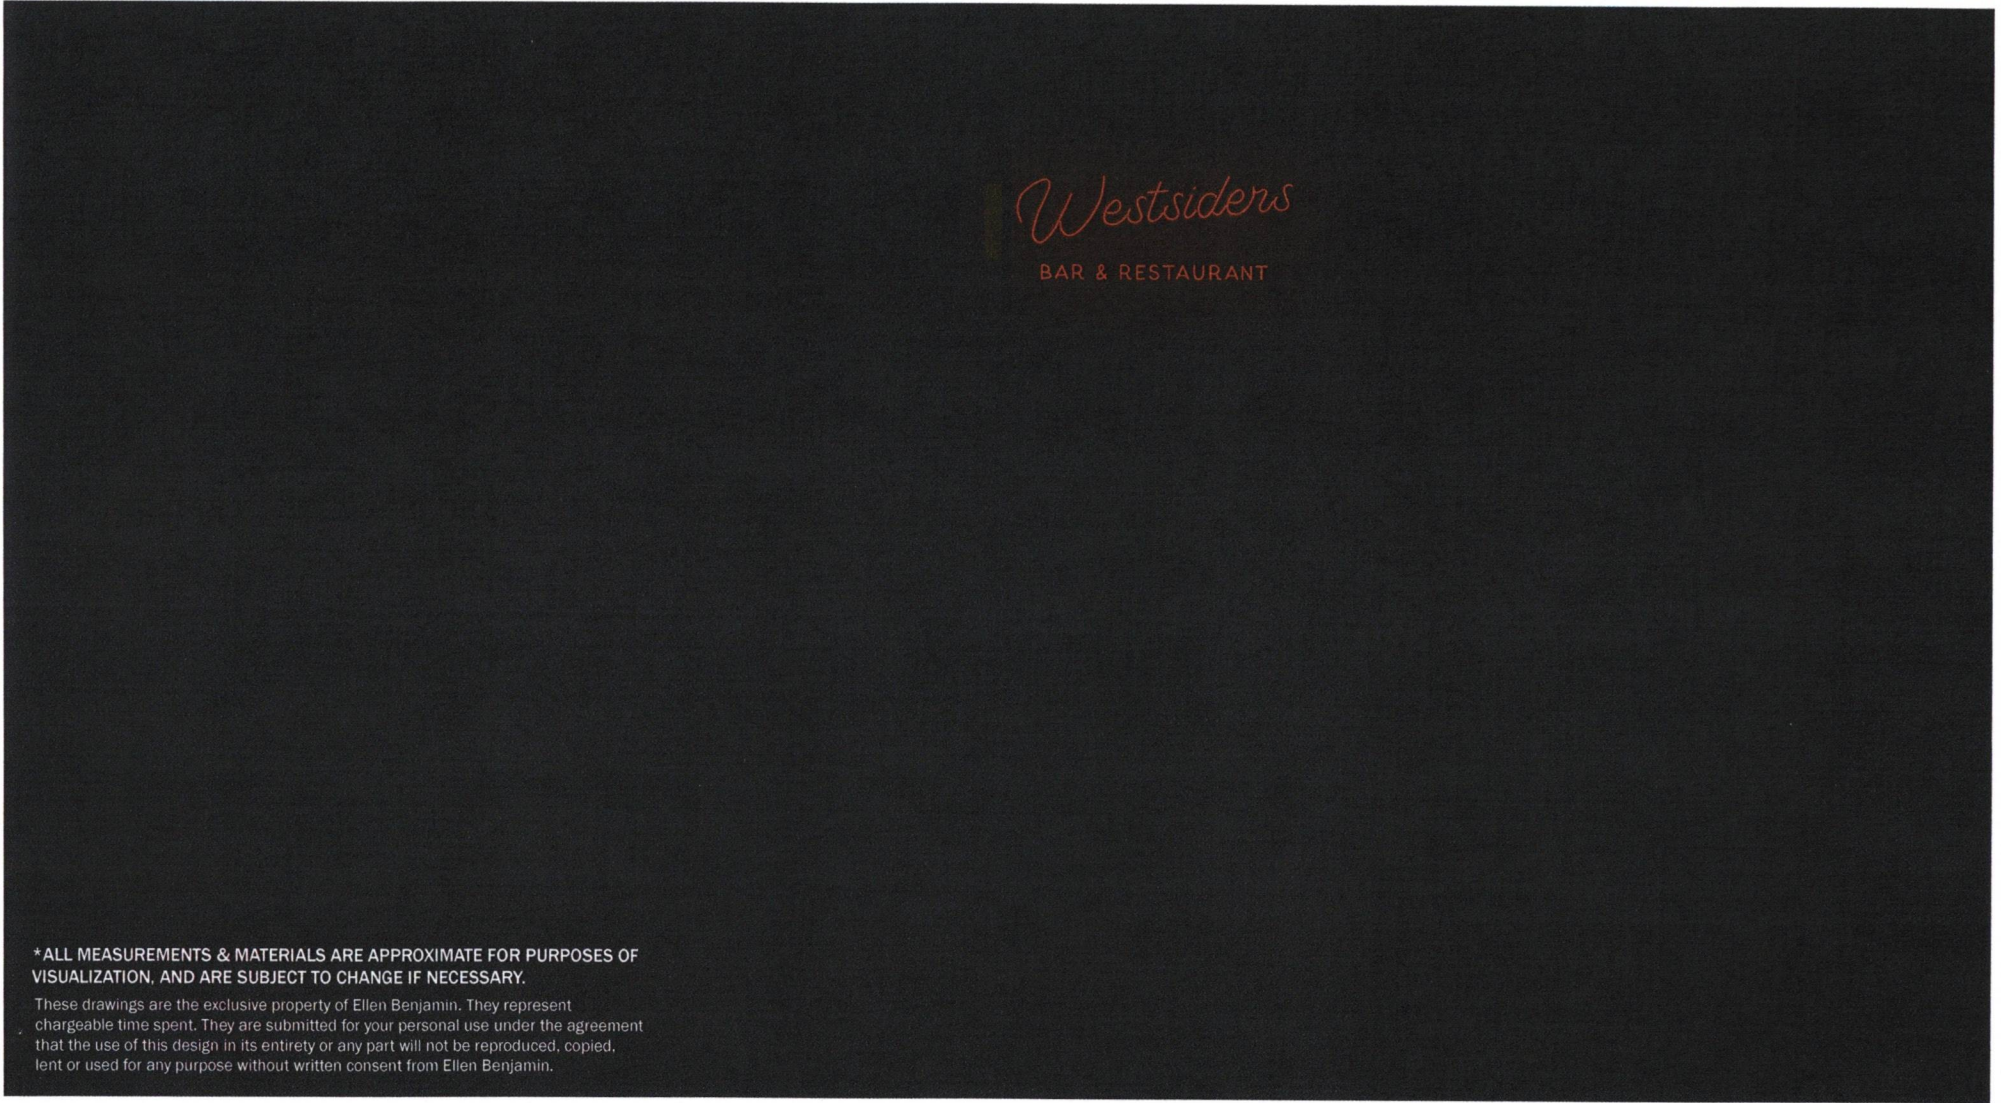 Westsiders
BAR & RESTAURANT
*ALL MEASUREMENTS & MATERIALS ARE APPROXIMATE FOR PURPOSES OF
VISUALIZATION, AND ARE SUBJECT TO CHANGE IF NECESSARY.
These drawings are the exclusive property of Ellen Benjamin. They represent
chargeable time spent. They are submitted for your personal use under the agreement
that the use of this design in its entirety or any part will not be reproduced, copied,
lent or used for any purpose without written consent from Ellen Benjamin.